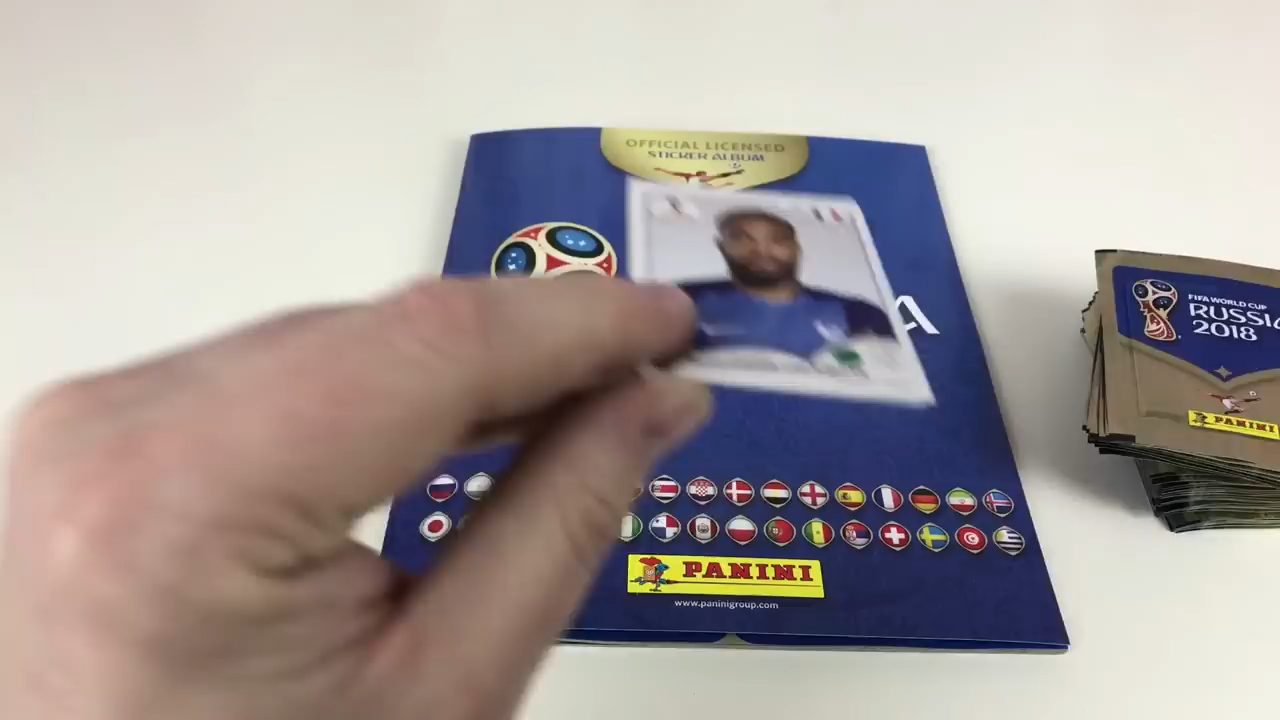 OFFICIAL LICENSED
STICKER ALBUM
A
FIFA WORLD CUP
RUSSIA
2018
PANINI
PANINI
www.paninigroup.com